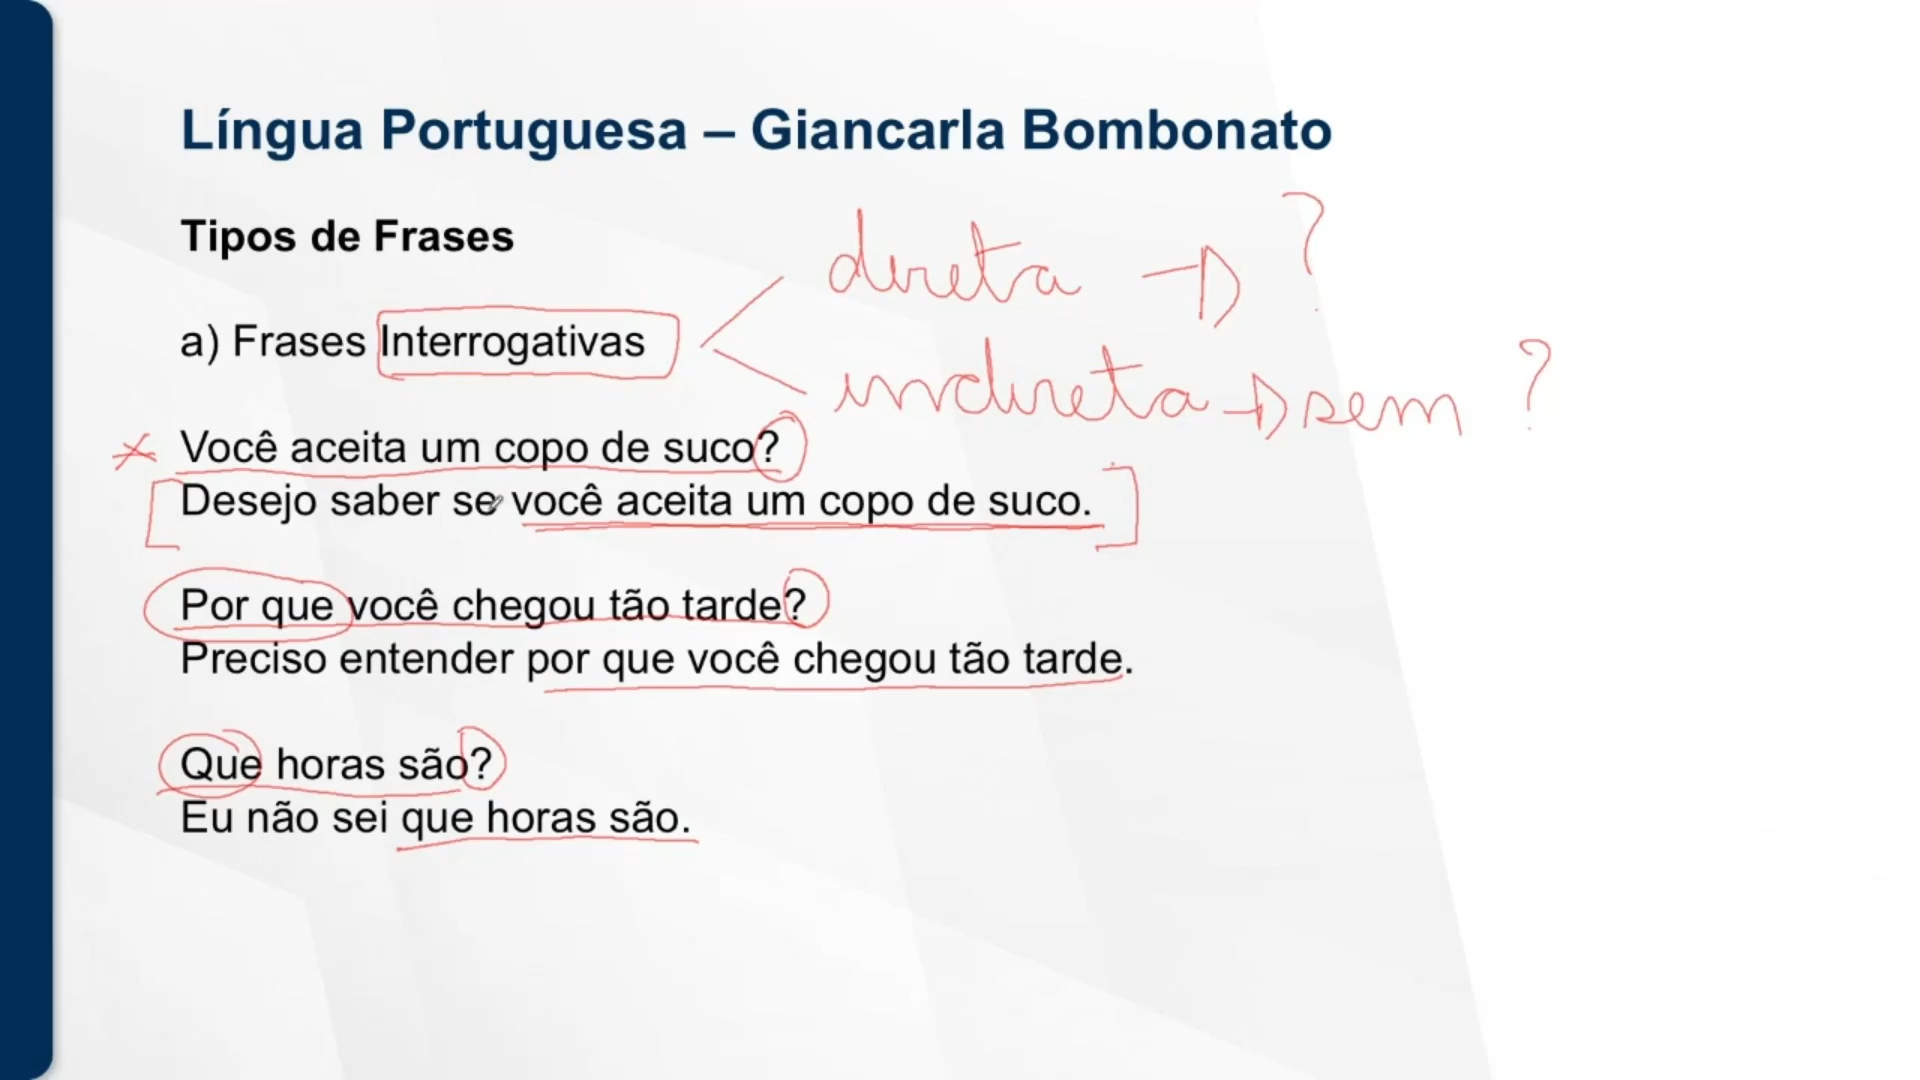 Língua Portuguesa – Giancarla Bombonato
Tipos de Frases
direta → ?
a) Frases Interrogativas
indireta → sem ?
Você aceita um copo de suco?
Desejo saber se você aceita um copo de suco.
Por que você chegou tão tarde?
Preciso entender por que você chegou tão tarde.
Que horas são?
Eu não sei que horas são.